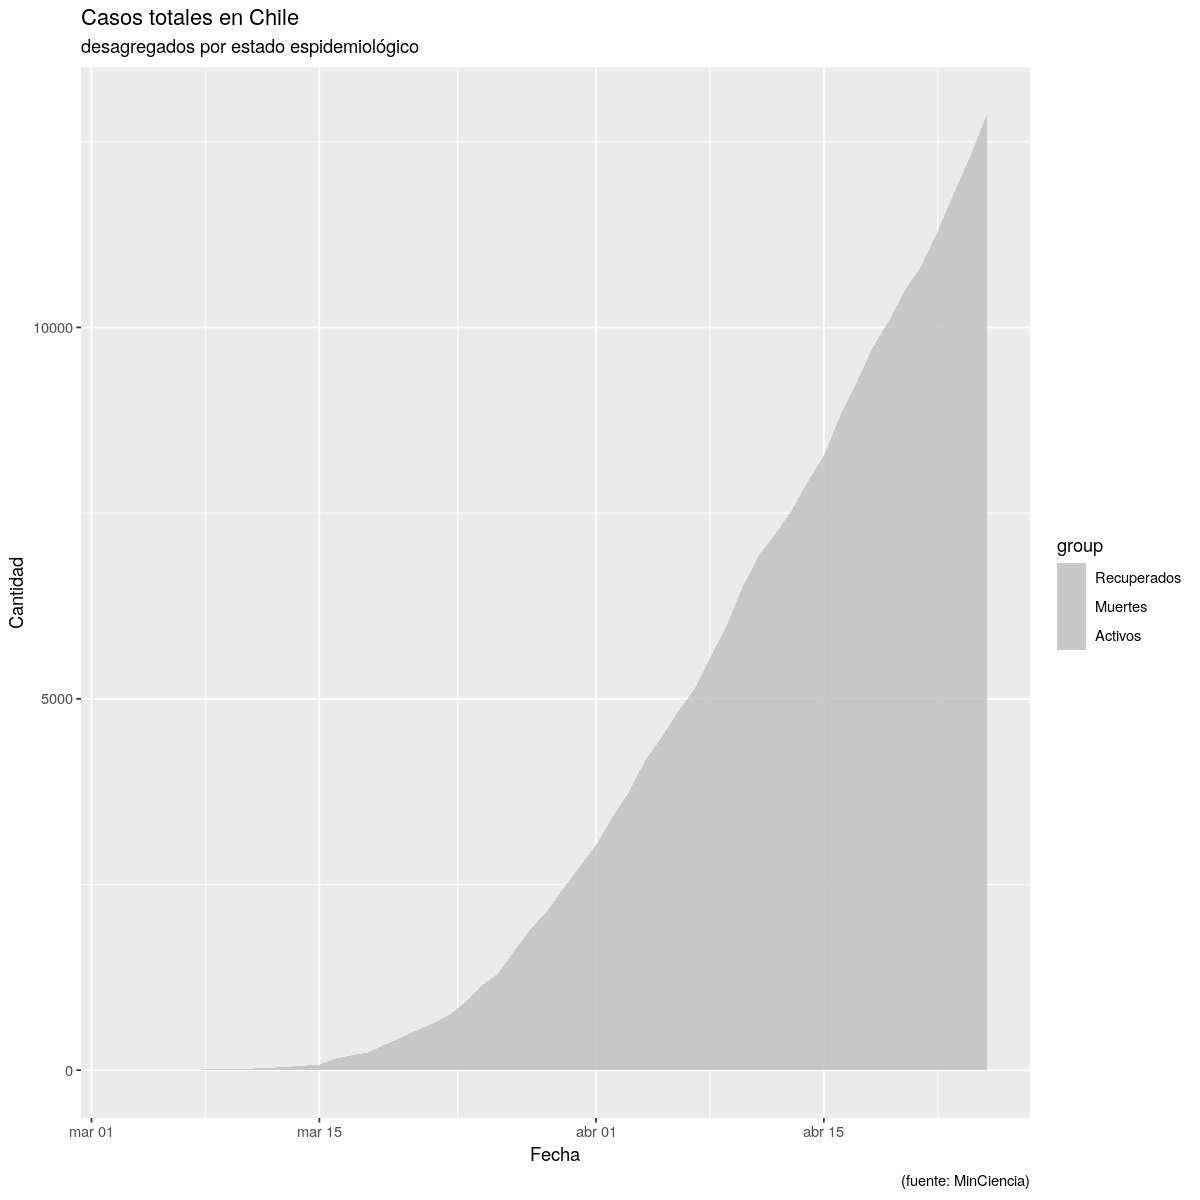 Casos totales en Chile
desagregados por estado espidemiológico
Cantidad
10000
5000
0
mar 01
mar 15
abr 01
abr 15
Fecha
group
Recuperados
Muertes
Activos
(fuente: MinCiencia)